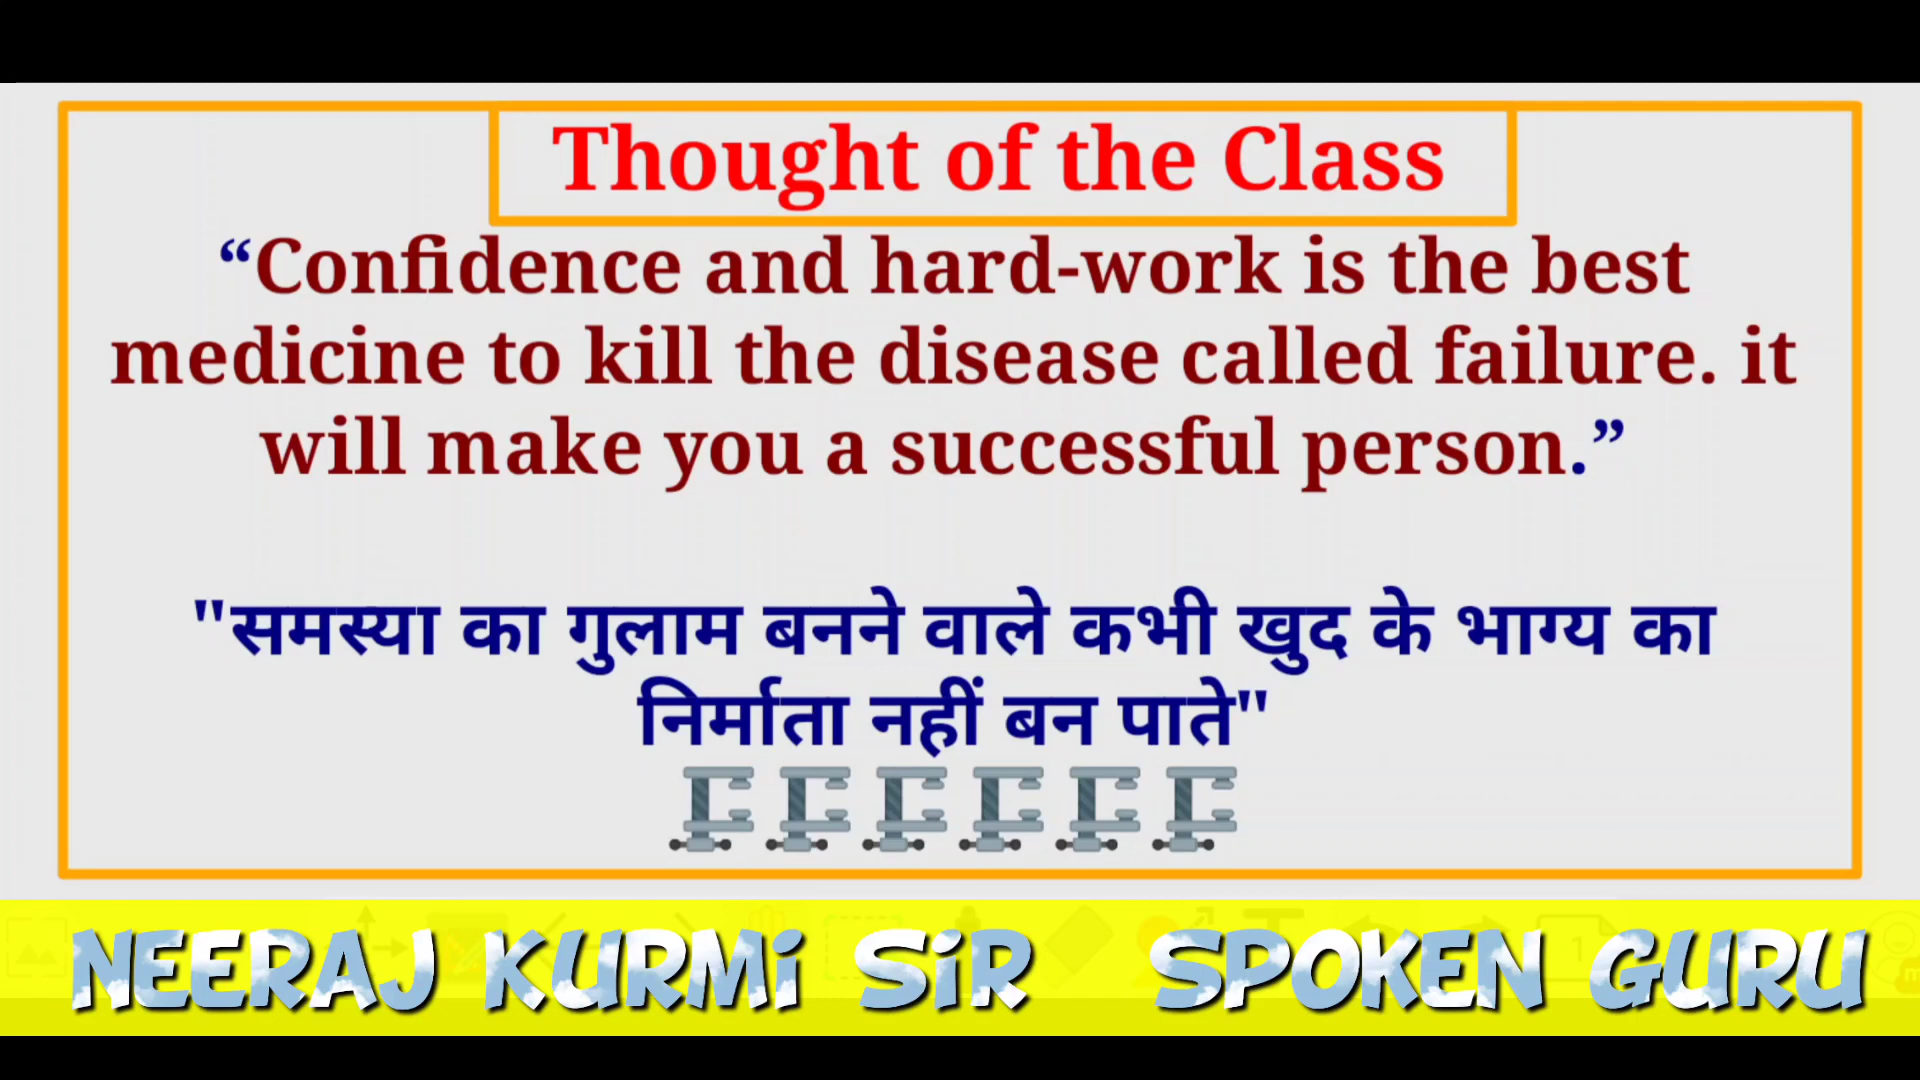 Thought of the Class
“Confidence and hard-work is the best
medicine to kill the disease called failure. it
will make you a successful person.”
"समस्या का गुलाम बनने वाले कभी खुद के भाग्य का
निर्माता नहीं बन पाते"
NEERAJ KURMi SiR SPOKEN GURU